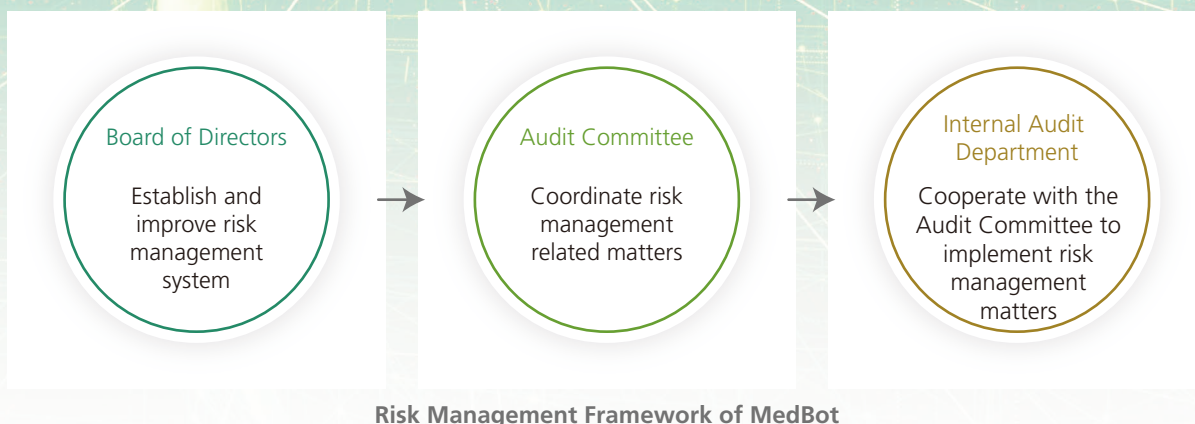 Board of Directors
Establish and
improve risk
management
system
Audit Committee
Coordinate risk
management
related matters
Internal Audit
Department
Cooperate with the
Audit Committee to
implement risk
management
matters
Risk Management Framework of MedBot